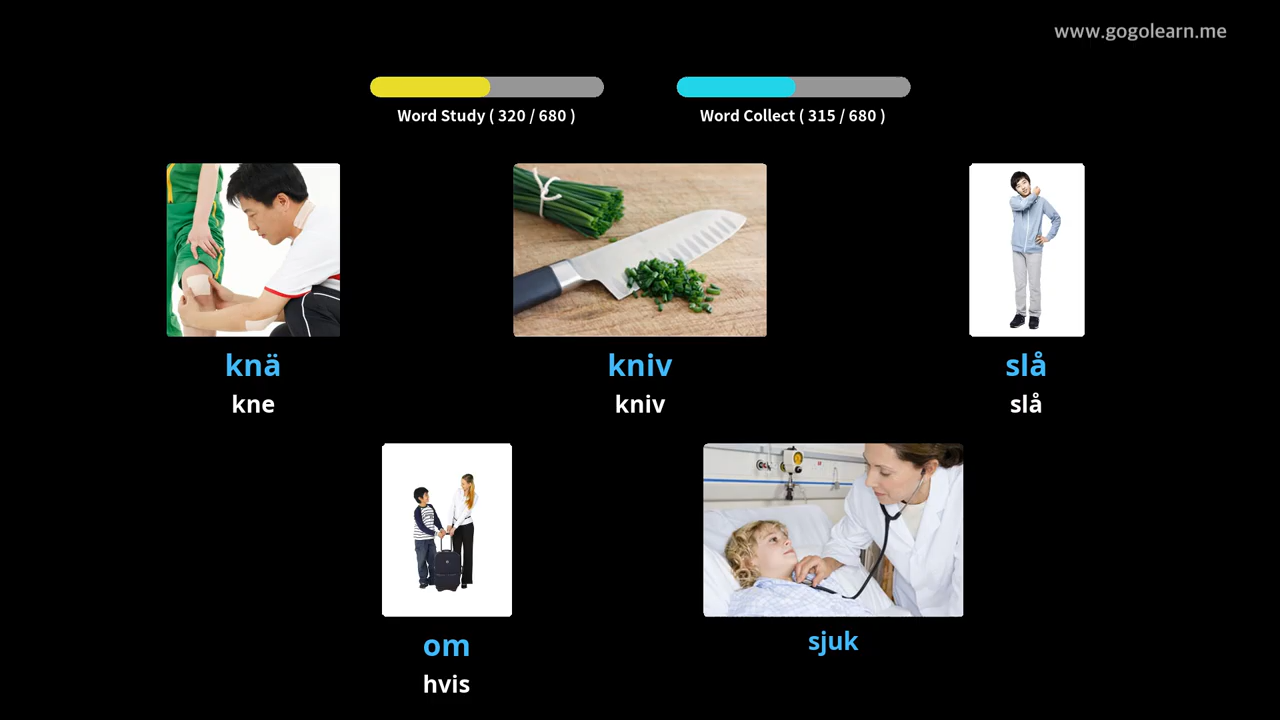 www.gogolearn.me
Word Study ( 320 / 680 )
Word Collect ( 315 / 680 )
knä
kne
kniv
kniv
slå
slå
om
hvis
sjuk